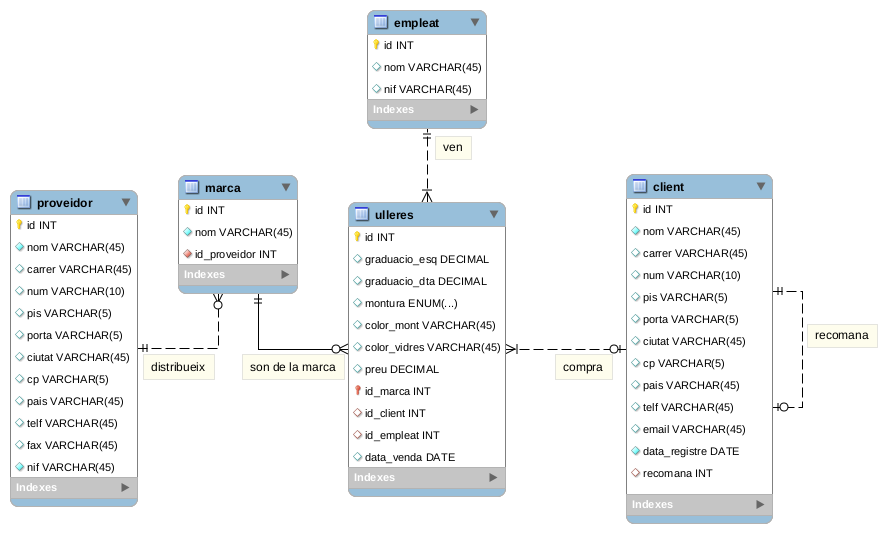 empleat
id INT
nom VARCHAR(45)
nif VARCHAR(45)
Indexes
ven
proveidor
id INT
nom VARCHAR(45)
carrer VARCHAR(45)
num VARCHAR(10)
pis VARCHAR(5)
porta VARCHAR(5)
ciutat VARCHAR(45)
cp VARCHAR(5)
pais VARCHAR(45)
telf VARCHAR(45)
fax VARCHAR(45)
nif VARCHAR(45)
Indexes
distribueix
marca
id INT
nom VARCHAR(45)
id_proveidor INT
Indexes
son de la marca
ulleres
id INT
graduacio_esq DECIMAL
graduacio_dta DECIMAL
montura ENUM(...)
color_mont VARCHAR(45)
color_vidres VARCHAR(45)
preu DECIMAL
id_marca INT
id_client INT
id_empleat INT
data_venda DATE
Indexes
compra
client
id INT
nom VARCHAR(45)
carrer VARCHAR(45)
num VARCHAR(10)
pis VARCHAR(5)
porta VARCHAR(5)
ciutat VARCHAR(45)
cp VARCHAR(5)
pais VARCHAR(45)
telf VARCHAR(45)
email VARCHAR(45)
data_registre DATE
recomana INT
Indexes
recomana